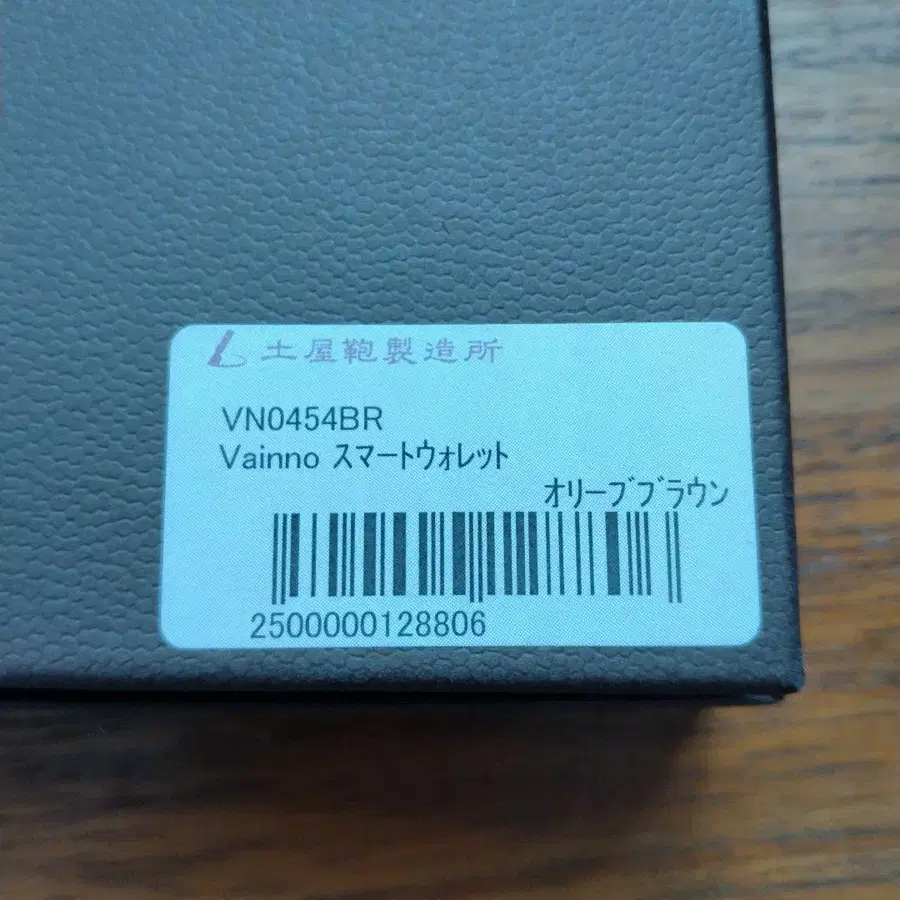 土屋鞄製造所
VN0454BR
Vainno スマートウォレット
オリーブブラウン
2500000128806